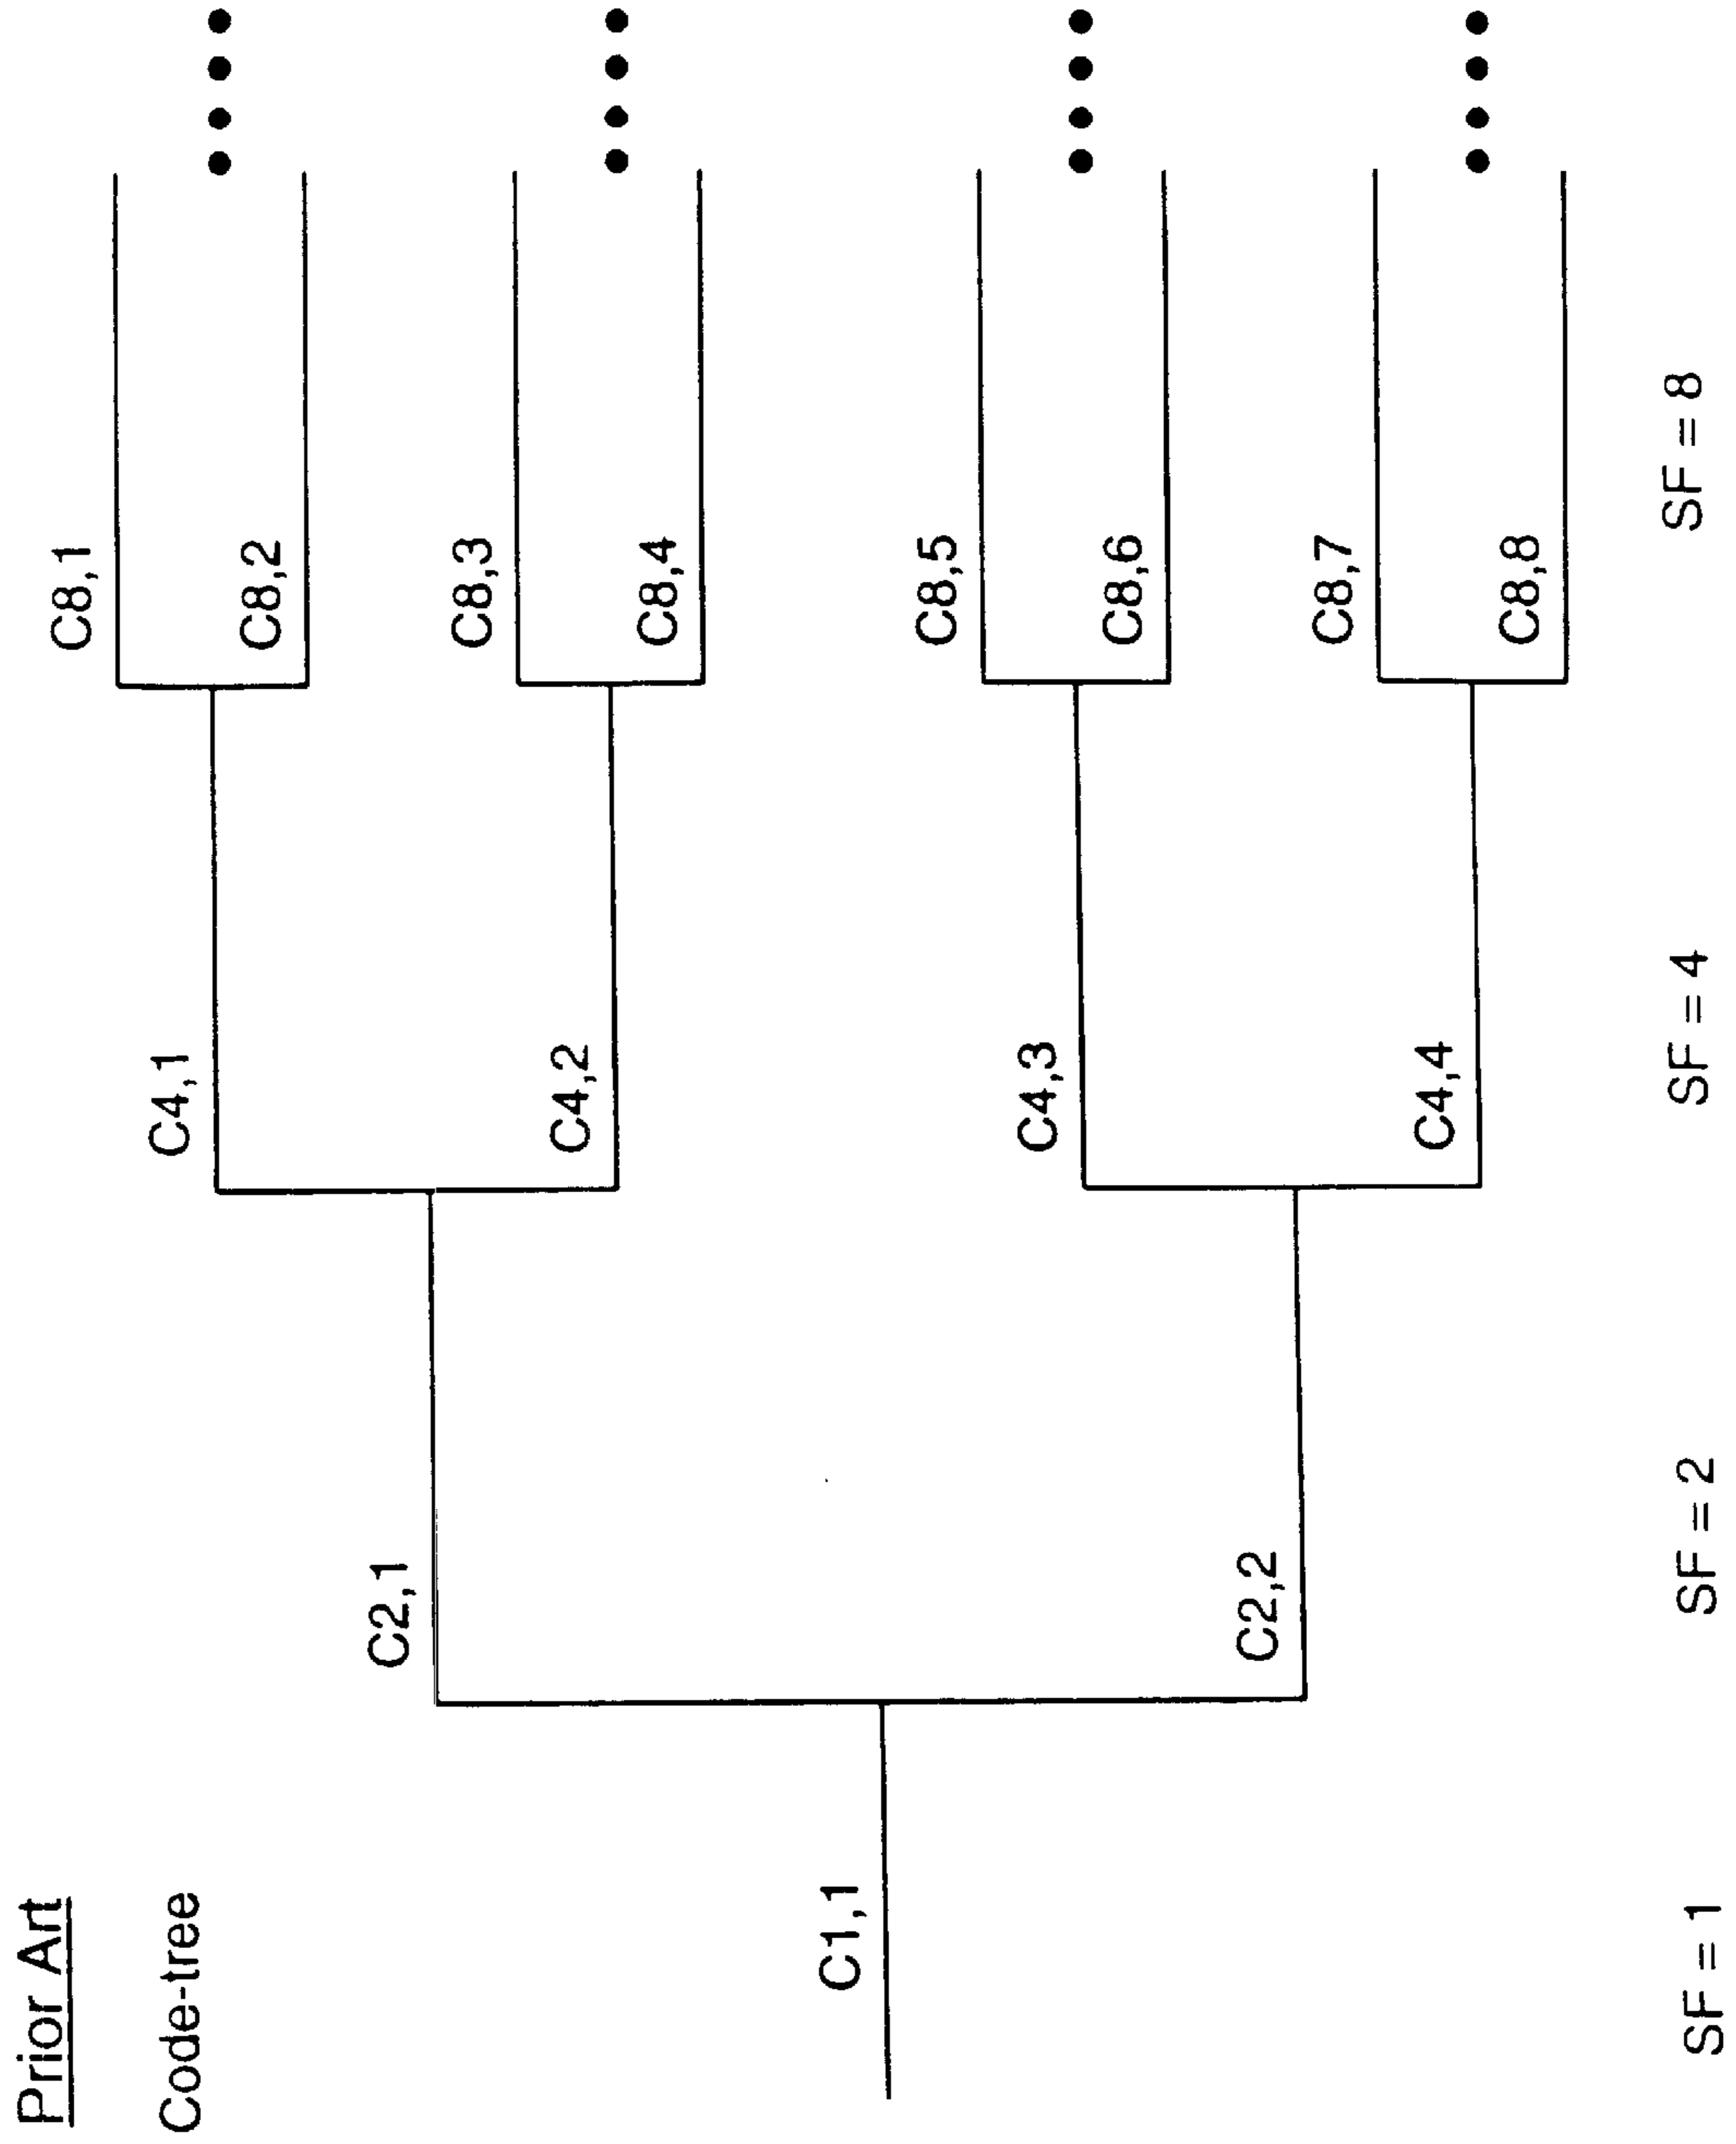 Prior Art
Code-tree
C1,1
C2,1
C2,2
C4,1
C4,2
C4,3
C4,4
C8,1
C8,2
C8,3
C8,4
C8,5
C8,6
C8,7
C8,8
SF = 1
SF = 2
SF = 4
SF = 8